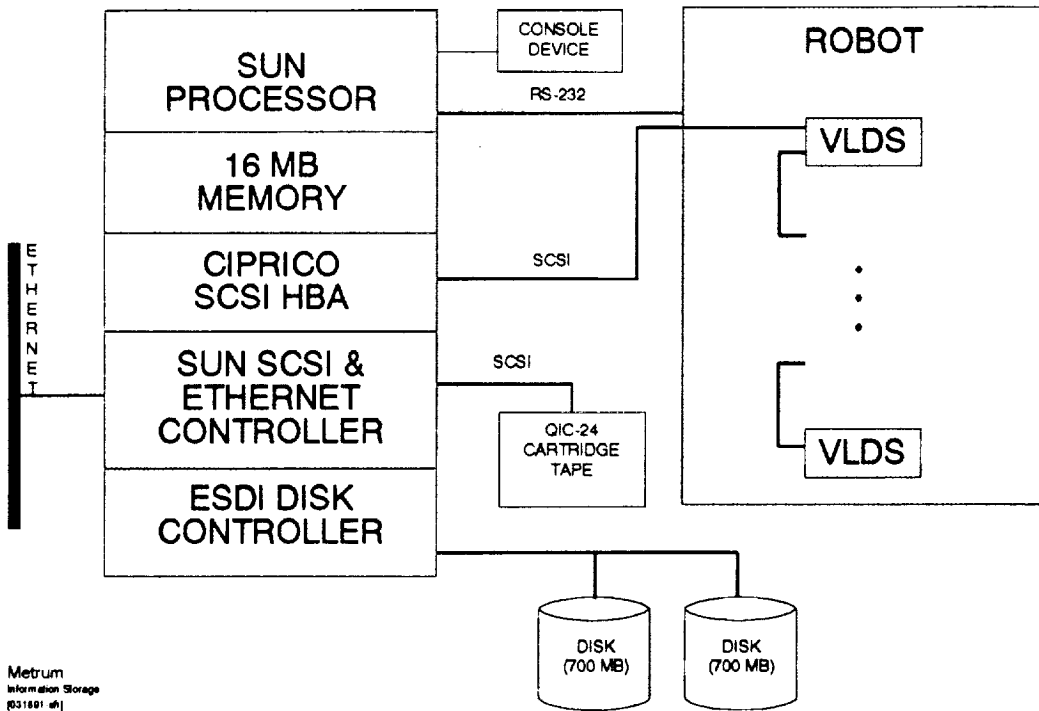 CONSOLE
DEVICE
ROBOT
SUN
PROCESSOR
RS-232
VLDS
16 MB
MEMORY
ETHERNET
CIPRICO
SCSI HBA
SCSI
SUN SCSI &
ETHERNET
CONTROLLER
SCSI
QIC-24
CARTRIDGE
TAPE
VLDS
ESDI DISK
CONTROLLER
DISK
(700 MB)
DISK
(700 MB)
Metrum
Information Storage